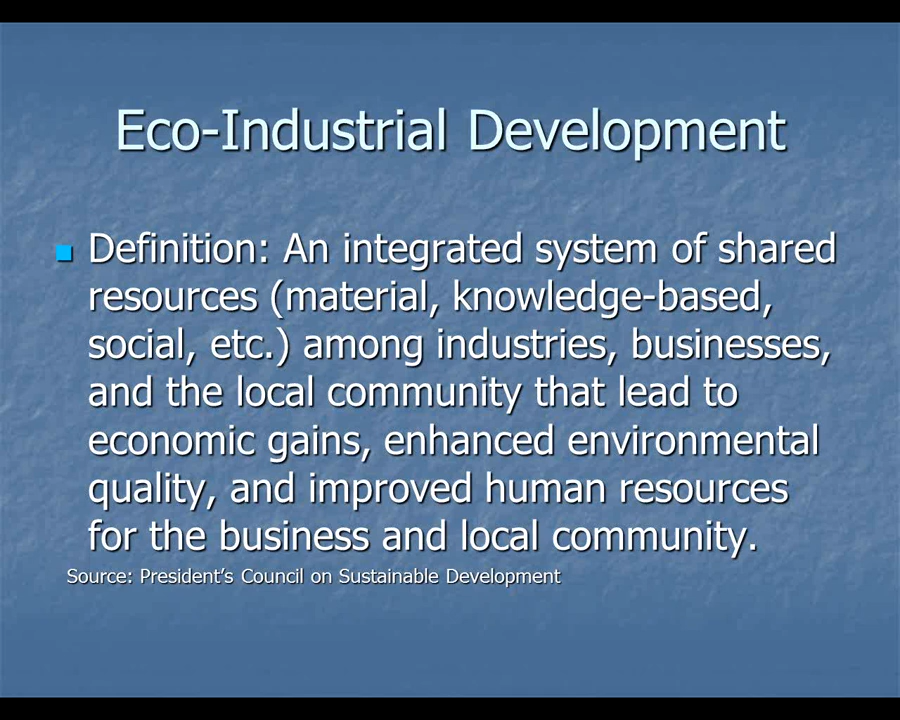 Eco-Industrial Development
Definition: An integrated system of shared
resources (material, knowledge-based,
social, etc.) among industries, businesses,
and the local community that lead to
economic gains, enhanced environmental
quality, and improved human resources
for the business and local community.
Source: President’s Council on Sustainable Development